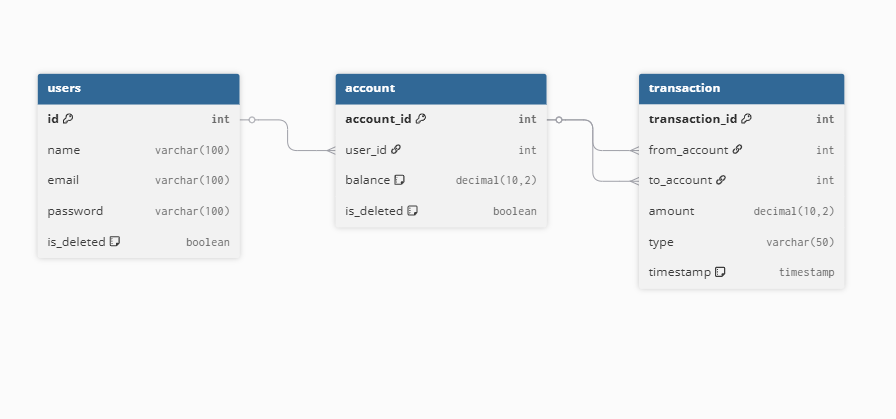 users
id int
name varchar(100)
email varchar(100)
password varchar(100)
is_deleted boolean
account
account_id int
user_id int
balance decimal(10,2)
is_deleted boolean
transaction
transaction_id int
from_account int
to_account int
amount decimal(10,2)
type varchar(50)
timestamp timestamp